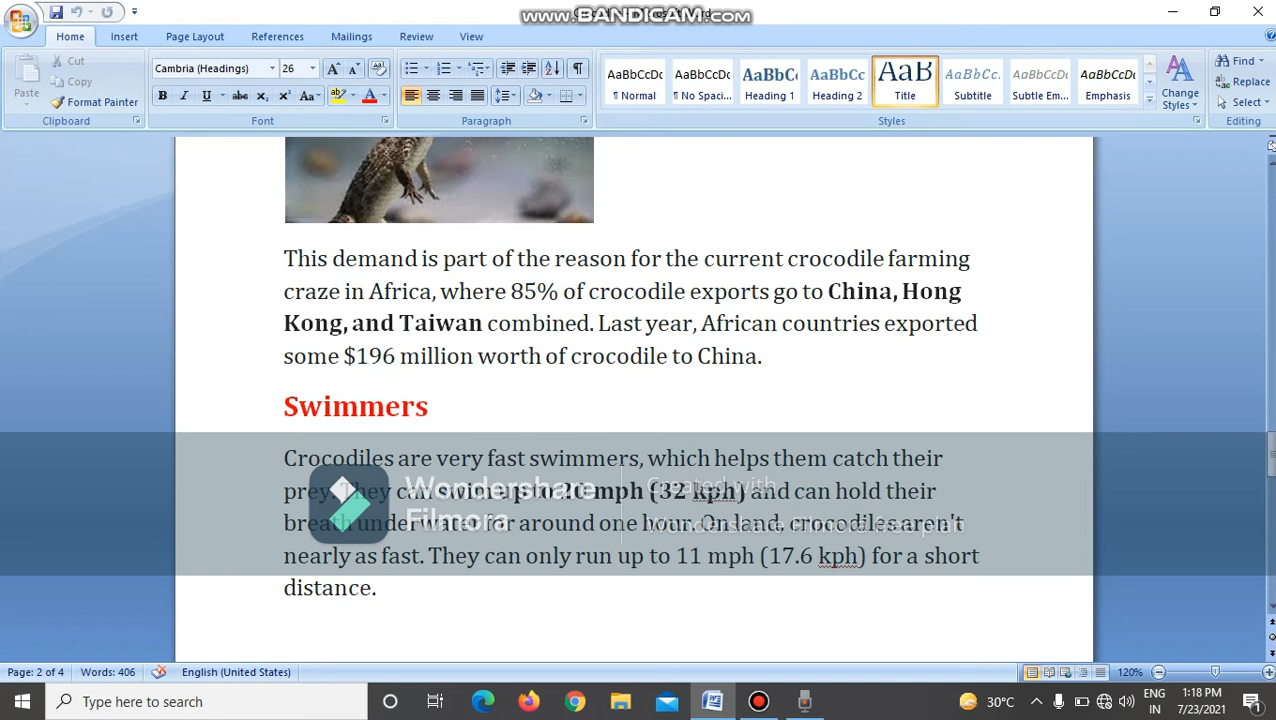 www.BANDICAM.com
Home Insert Page Layout References Mailings Review View
Paste Cut Copy Format Painter Clipboard
Cambria (Headings) 26 Font
Paragraph
AaBbCcDc ¶ Normal AaBbCcDc ¶ No Spaci... AaBbC Heading 1 AaBbCc Heading 2 AaB Title AaBbCc. Subtitle AaBbCcDc Subtle Em... AaBbCcDc Emphasis Change Styles Styles
Find Replace Select Editing
This demand is part of the reason for the current crocodile farming
craze in Africa, where 85% of crocodile exports go to China, Hong
Kong, and Taiwan combined. Last year, African countries exported
some $196 million worth of crocodile to China.
Swimmers
Crocodiles are very fast swimmers, which helps them catch their
prey. They can swim up to 20 mph (32 kph) and can hold their
breath underwater for around one hour. On land, crocodiles aren't
nearly as fast. They can only run up to 11 mph (17.6 kph) for a short
distance.
Wondershare Filmora
Created with
Wondershare Filmora free plan
Page: 2 of 4 Words: 406 English (United States) 120%
Type here to search 30°C ENG IN 1:18 PM 7/23/2021 1